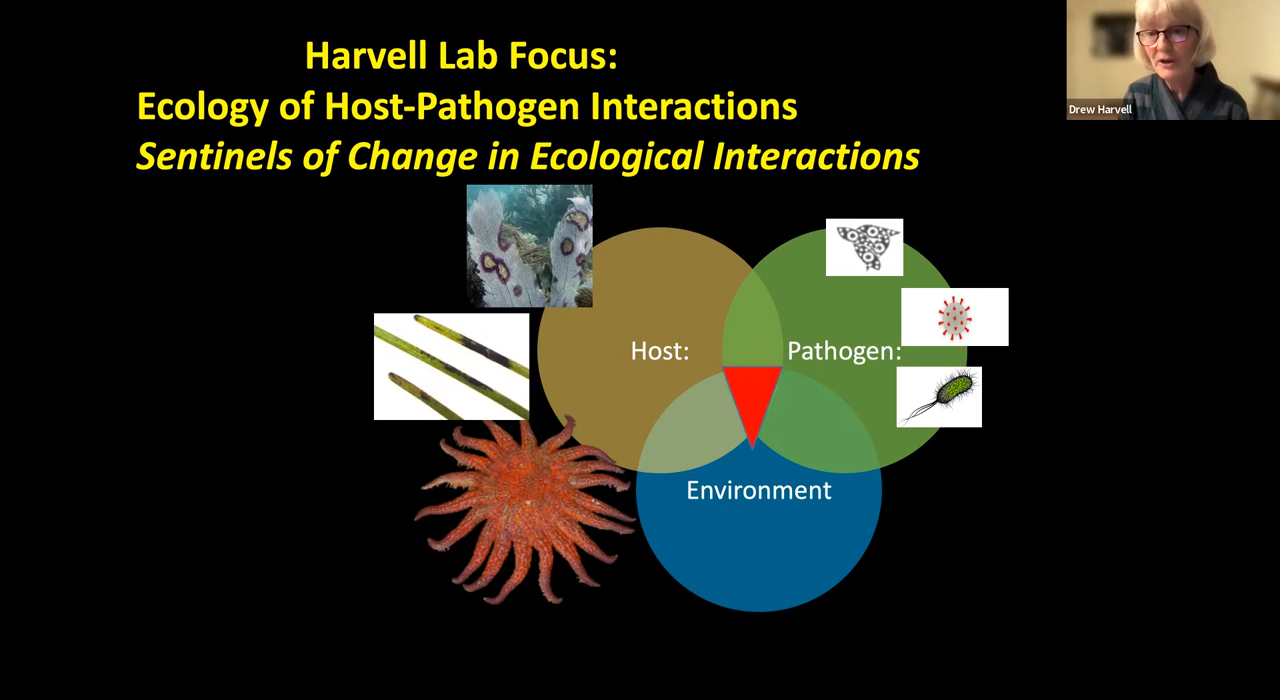 Harvell Lab Focus:
Ecology of Host-Pathogen Interactions
Sentinels of Change in Ecological Interactions
Drew Harvell
Host:
Pathogen:
Environment